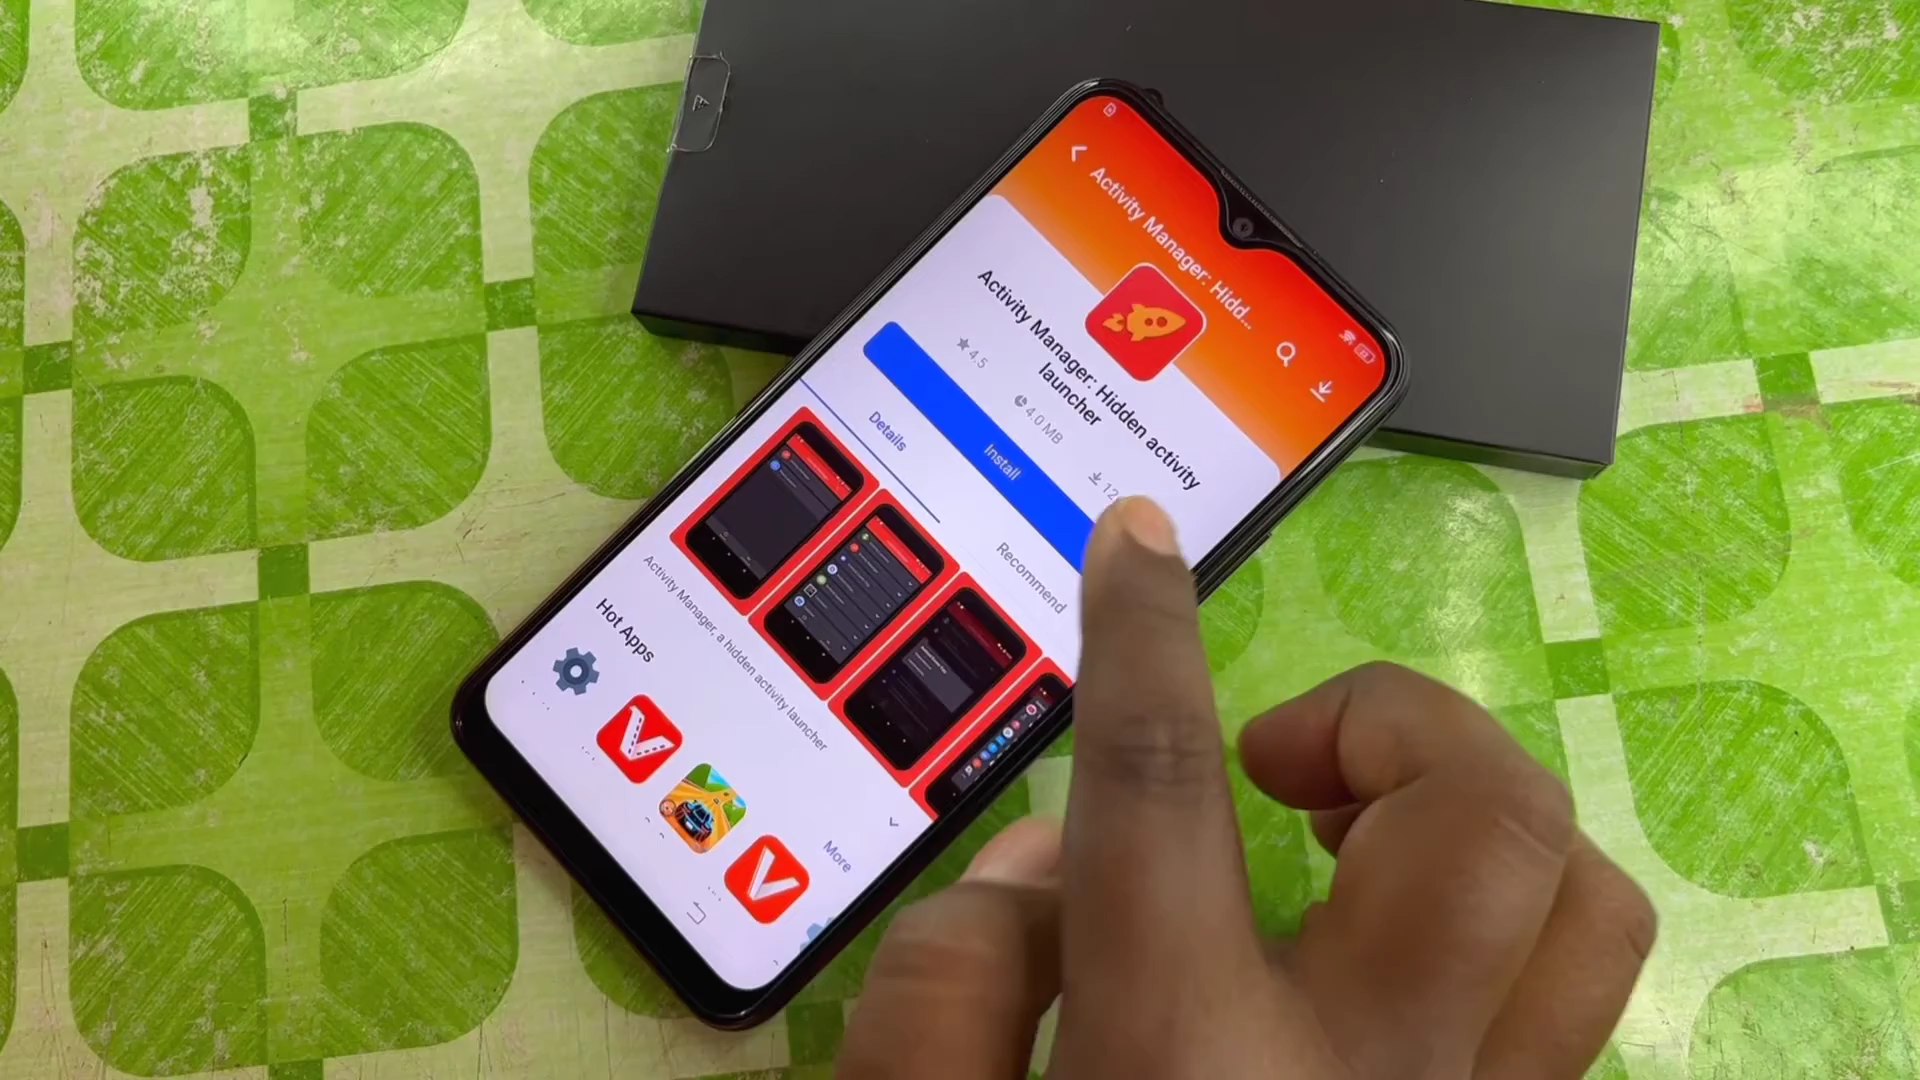 Activity Manager: Hidd...
Activity Manager: Hidden activity
launcher
4.5
4.0 MB
Install
Details
Recommend
Activity Manager, a hidden activity launcher
Hot Apps
More